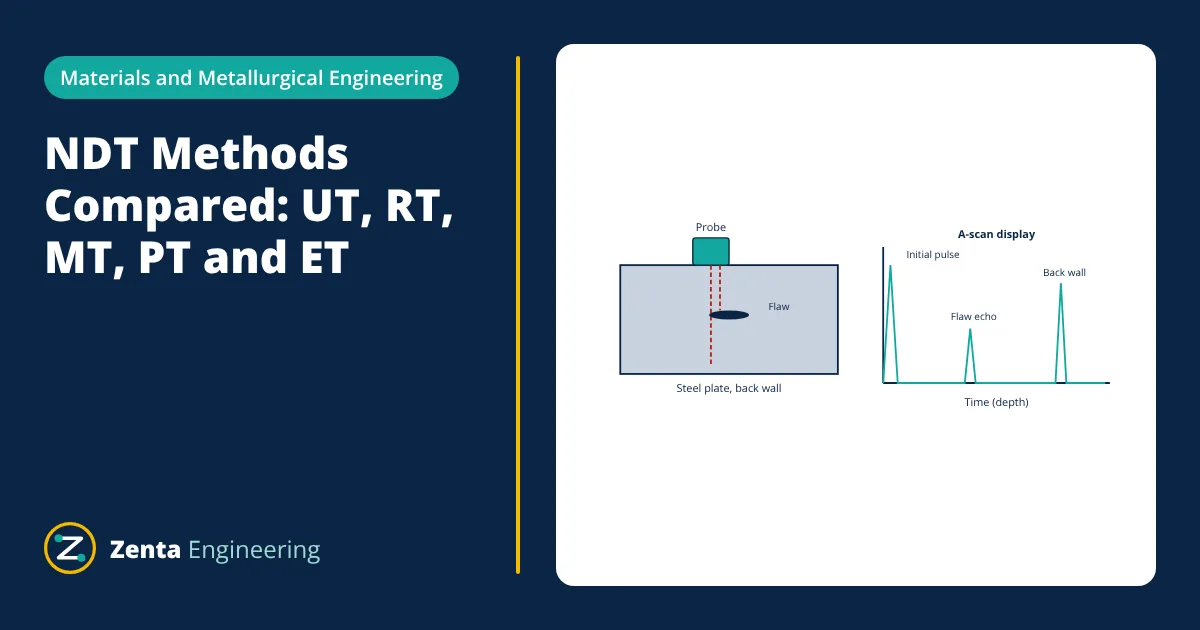 Materials and Metallurgical Engineering
NDT Methods
Compared: UT, RT,
MT, PT and ET
Zenta Engineering
Probe
Flaw
Steel plate, back wall
A-scan display
Initial pulse
Back wall
Flaw echo
Time (depth)